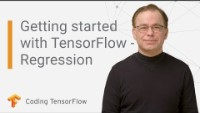 Getting started
with TensorFlow -
Regression
Coding TensorFlow